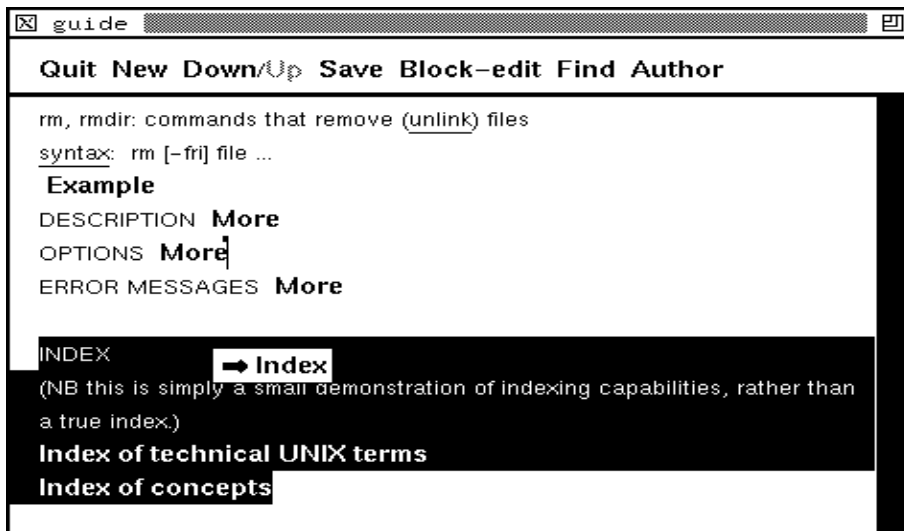 guide
Quit New Down/Up Save Block-edit Find Author
rm, rmdir: commands that remove (unlink) files
syntax: rm [-fri] file ...
Example
DESCRIPTION More
OPTIONS More
ERROR MESSAGES More
INDEX
➡ Index
(NB this is simply a small demonstration of indexing capabilities, rather than
a true index.)
Index of technical UNIX terms
Index of concepts